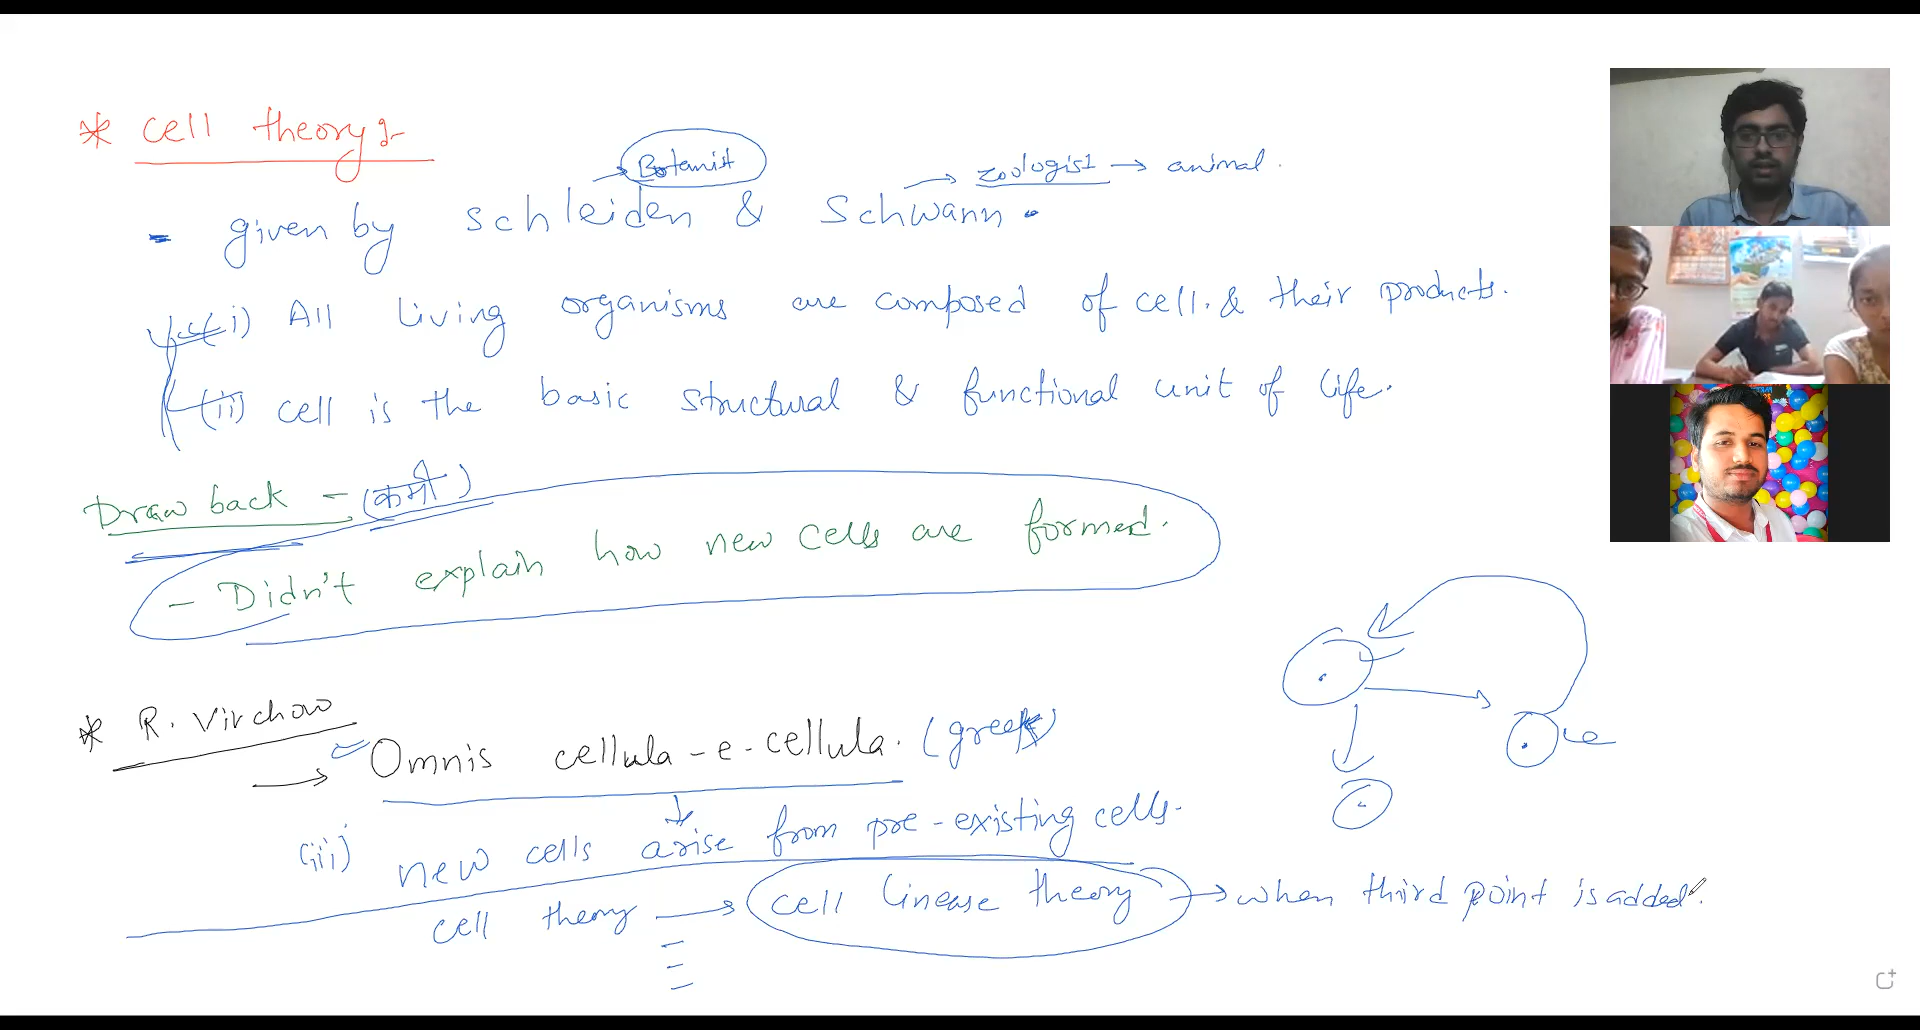 * cell theory :-
Botanist zoologist → animal.
- given by schleiden & Schwann.
(i) All living organisms are composed of cell. & their products.
(ii) cell is the basic structural & functional unit of life.
Drawback - (कमी)
- Didn't explain how new cells are formed.
* R. Virchow
→ Omnis cellula-e-cellula. (greek)
(iii) new cells arise from pre-existing cells.
cell theory → cell linease theory → when third point is added.